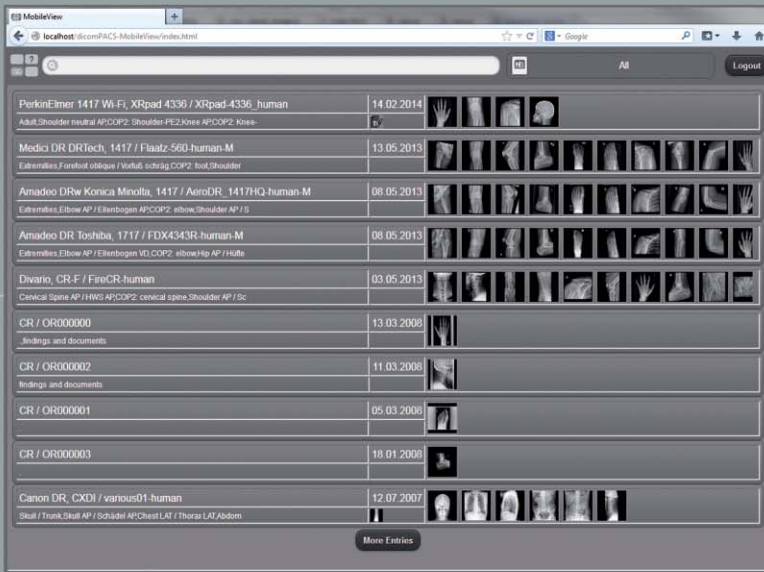 MobileView
localhost/dicomPACS-MobileView/index.html
Google
?
All
Logout
PerkinElmer 1417 Wi-Fi, XRpad 4336 / XRpad-4336_human
14.02.2014
Adult,Shoulder neutral AP,COP2: Shoulder-PE2,Knee AP,COP2: Knee-
Medici DR DRTech, 1417 / Flaatz-560-human-M
13.05.2013
Extremities,Forefoot oblique / Vorfuß schräg,COP2: foot,Shoulder
Amadeo DRw Konica Minolta, 1417 / AeroDR_1417HQ-human-M
08.05.2013
Extremities,Elbow AP / Ellenbogen AP,COP2: elbow,Shoulder AP / S
Amadeo DR Toshiba, 1717 / FDX4343R-human-M
08.05.2013
Extremities,Elbow AP / Ellenbogen VD,COP2: elbow,Hip AP / Hüfte
Divario, CR-F / FireCR-human
03.05.2013
Cervical Spine AP / HWS AP,COP2: cervical spine,Shoulder AP / Sc
CR / OR000000
13.03.2008
,findings and documents
CR / OR000002
11.03.2008
findings and documents
CR / OR000001
05.03.2008
CR / OR000003
18.01.2008
Canon DR, CXDI / various01-human
12.07.2007
Skull / Trunk,Skull AP / Schädel AP,Chest LAT / Thorax LAT,Abdom
More Entries